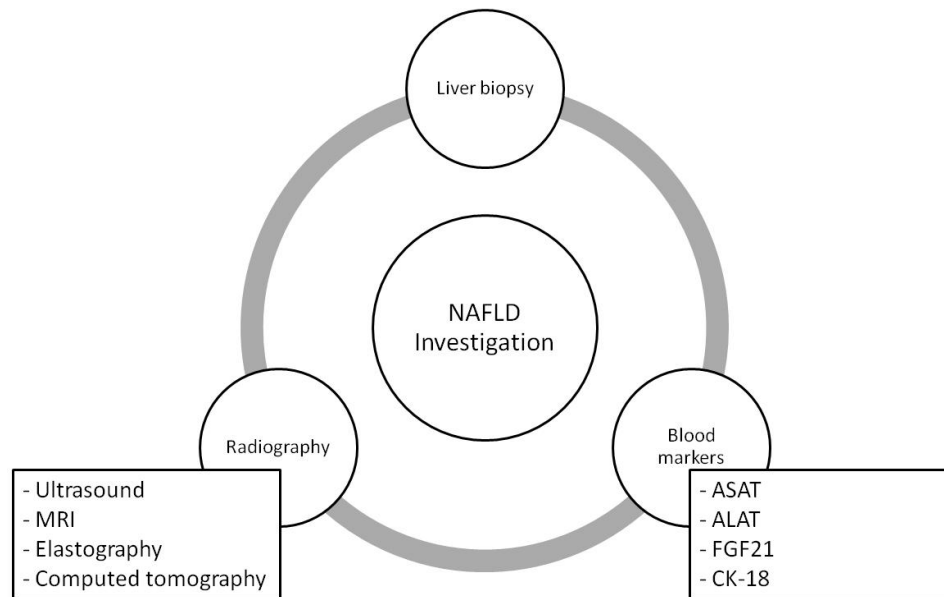 Liver biopsy
NAFLD
Investigation
Radiography
- Ultrasound
- MRI
- Elastography
- Computed tomography
Blood
markers
- ASAT
- ALAT
- FGF21
- CK-18